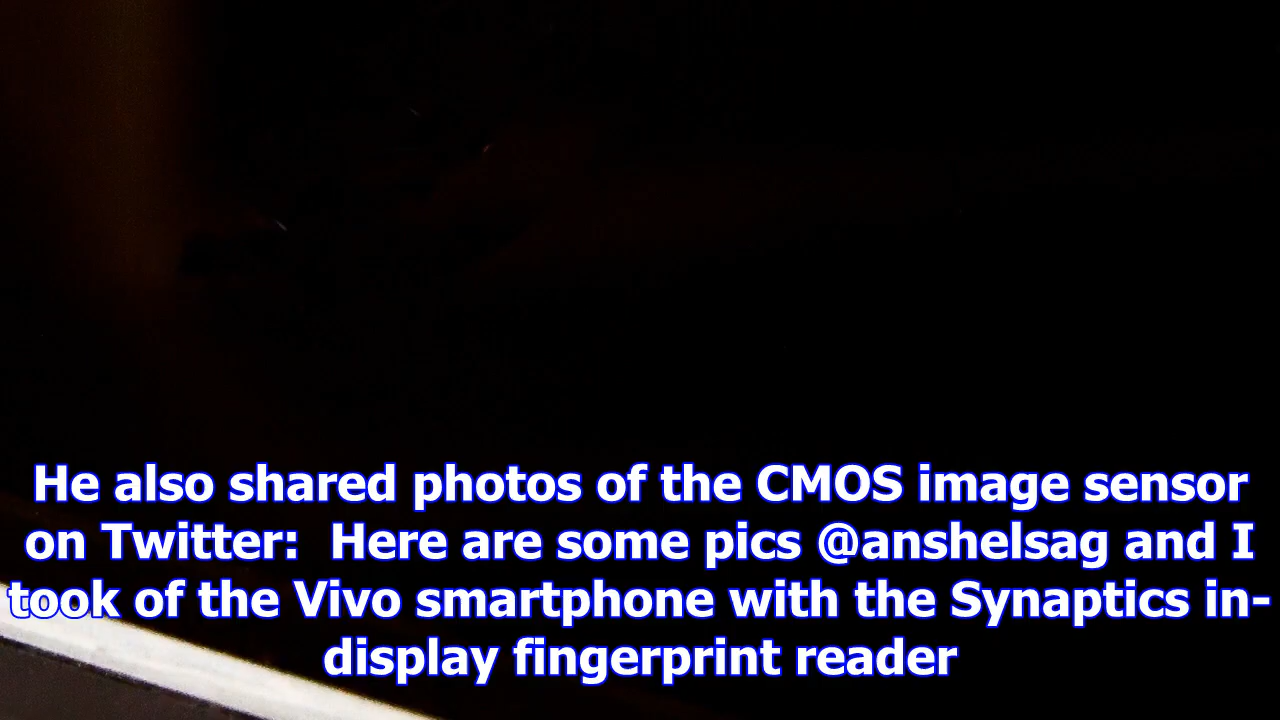 He also shared photos of the CMOS image sensor
on Twitter:  Here are some pics @anshelsag and I
took of the Vivo smartphone with the Synaptics in-
display fingerprint reader